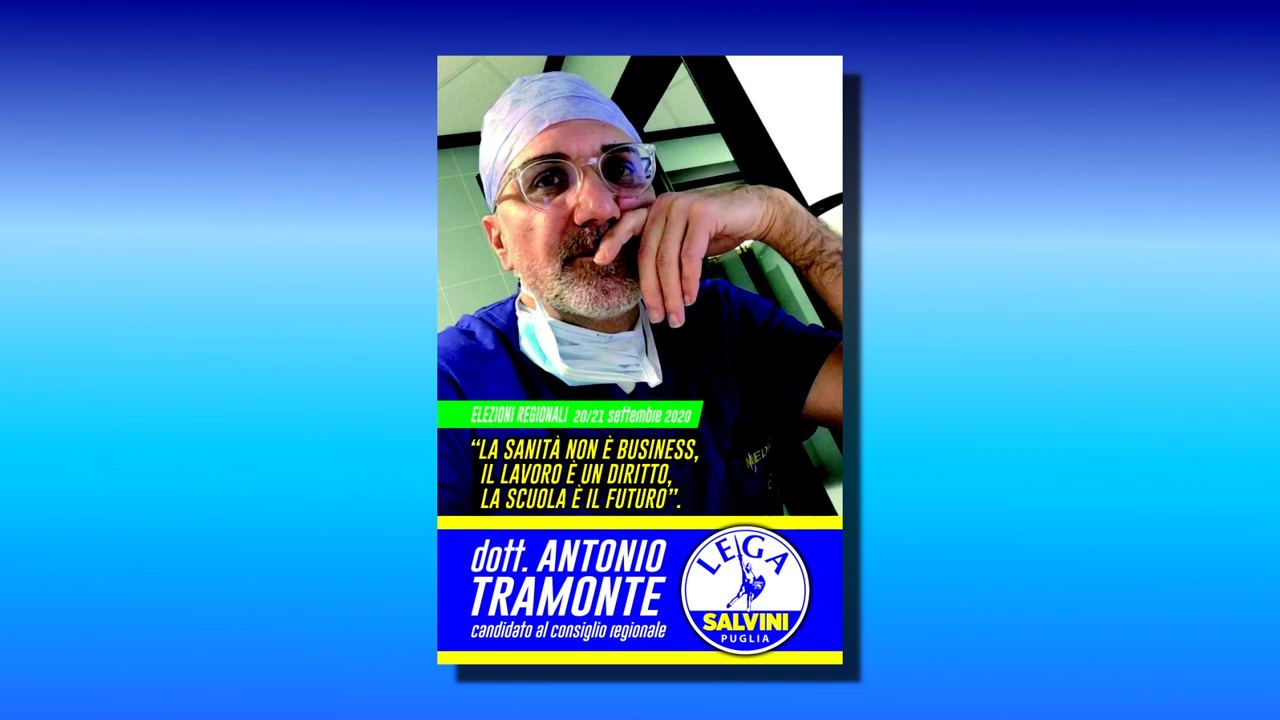 ELEZIONI REGIONALI 20/21 settembre 2020
“LA SANITÀ NON È BUSINESS,
IL LAVORO È UN DIRITTO,
LA SCUOLA È IL FUTURO”.
dott. ANTONIO
TRAMONTE
candidato al consiglio regionale
LEGA
SALVINI
PUGLIA